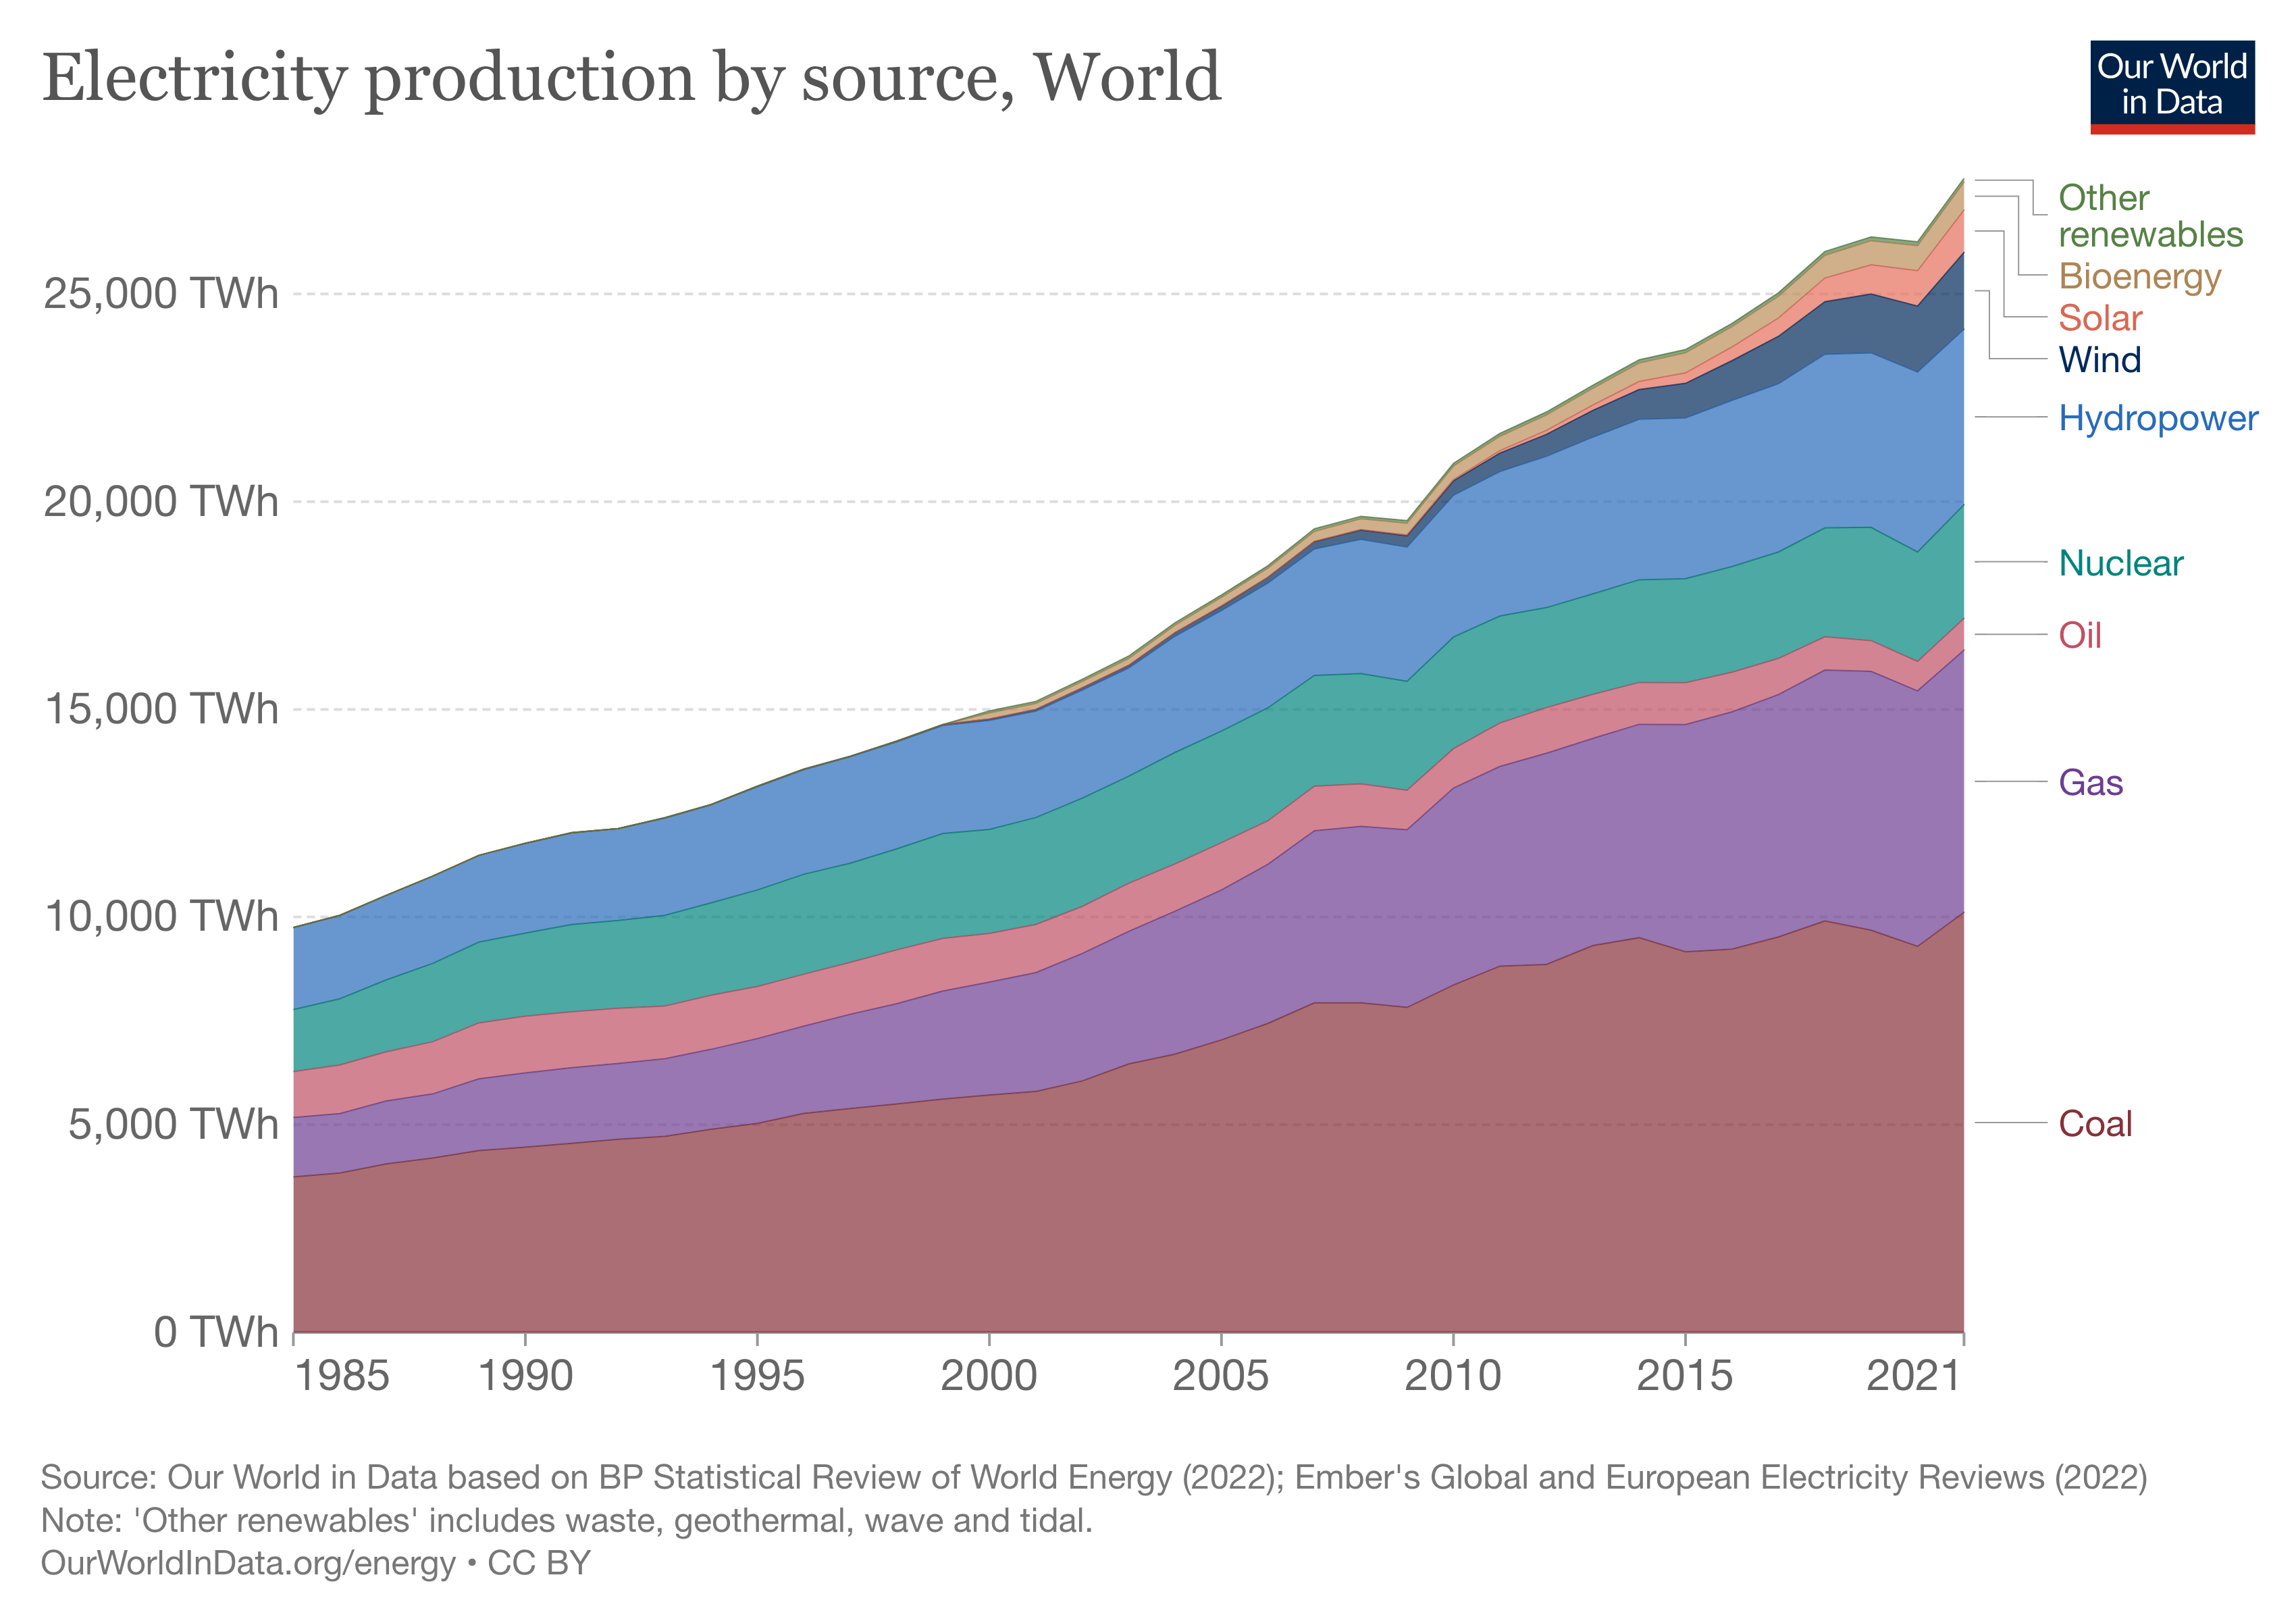 Electricity production by source, World
Our World
in Data
25,000 TWh
20,000 TWh
15,000 TWh
10,000 TWh
5,000 TWh
0 TWh
Other
renewables
Bioenergy
Solar
Wind
Hydropower
Nuclear
Oil
Gas
Coal
1985 1990 1995 2000 2005 2010 2015 2021
Source: Our World in Data based on BP Statistical Review of World Energy (2022); Ember's Global and European Electricity Reviews (2022)
Note: 'Other renewables' includes waste, geothermal, wave and tidal.
OurWorldInData.org/energy • CC BY